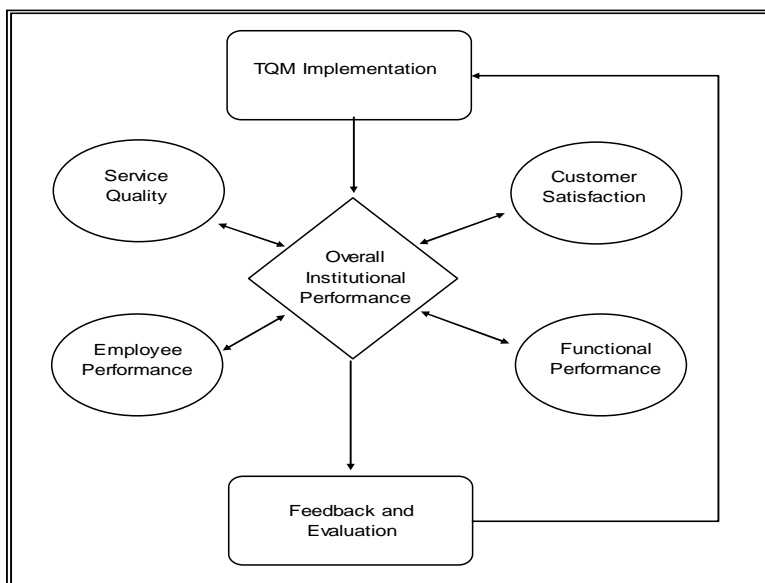 TQM Implementation
Service
Quality
Customer
Satisfaction
Overall
Institutional
Performance
Employee
Performance
Functional
Performance
Feedback and
Evaluation